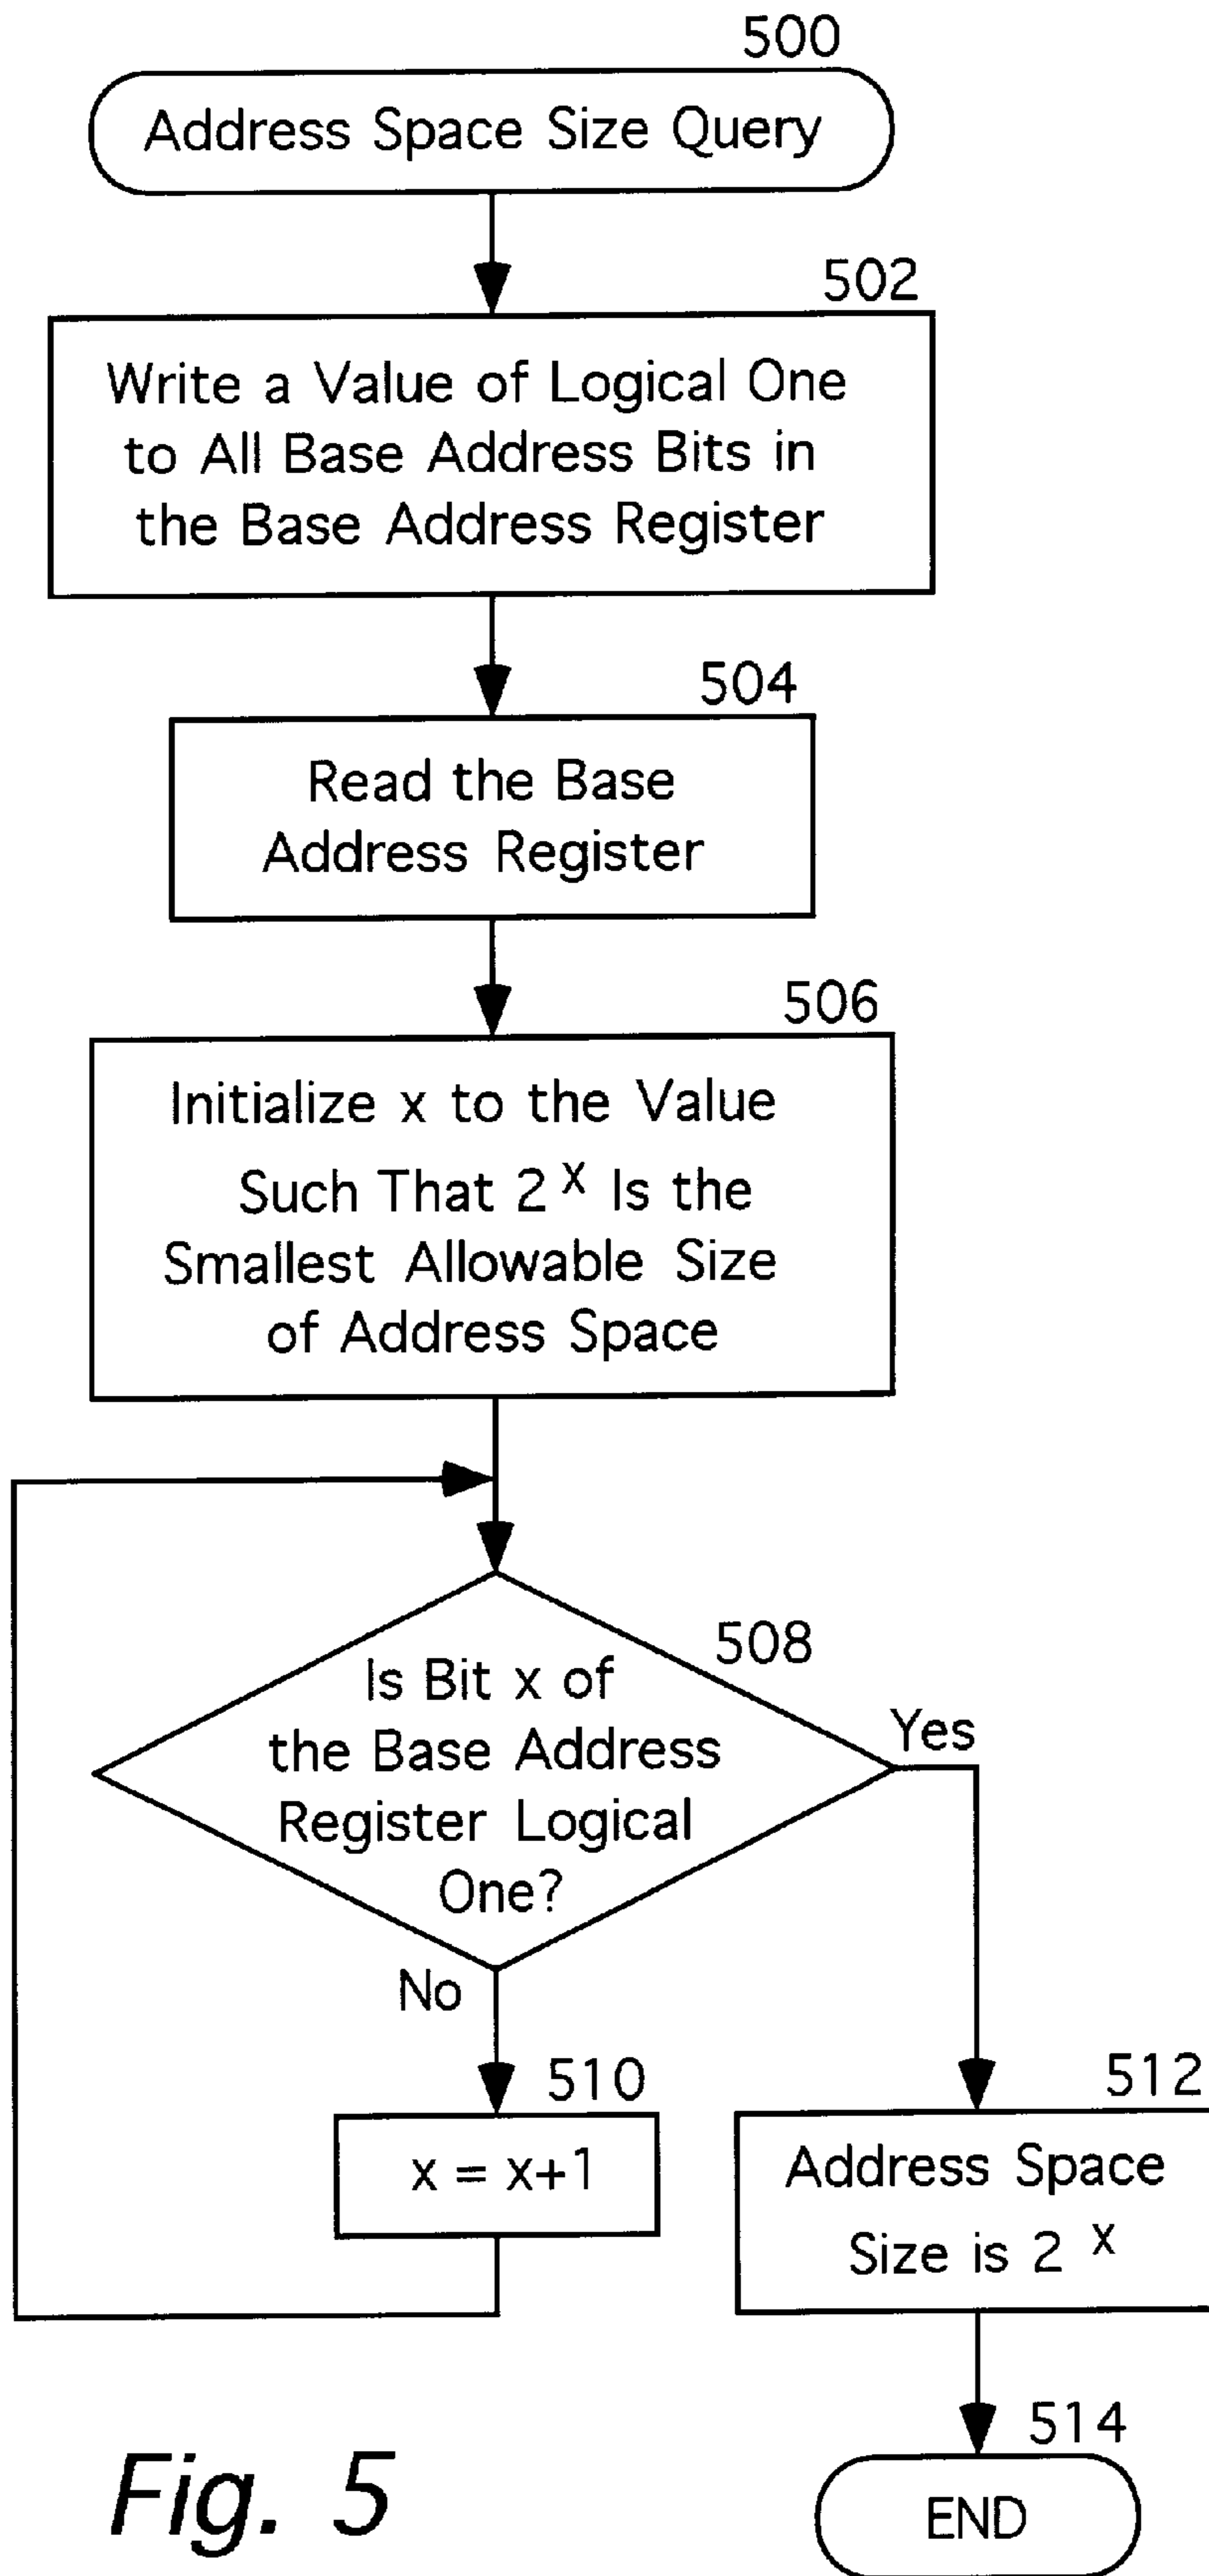 500
Address Space Size Query
502
Write a Value of Logical One
to All Base Address Bits in
the Base Address Register
504
Read the Base
Address Register
506
Initialize x to the Value
Such That 2 x Is the
Smallest Allowable Size
of Address Space
508
Is Bit x of
the Base Address
Register Logical
One?
Yes
No
510
x = x+1
512
Address Space
Size is 2 x
514
END
Fig. 5